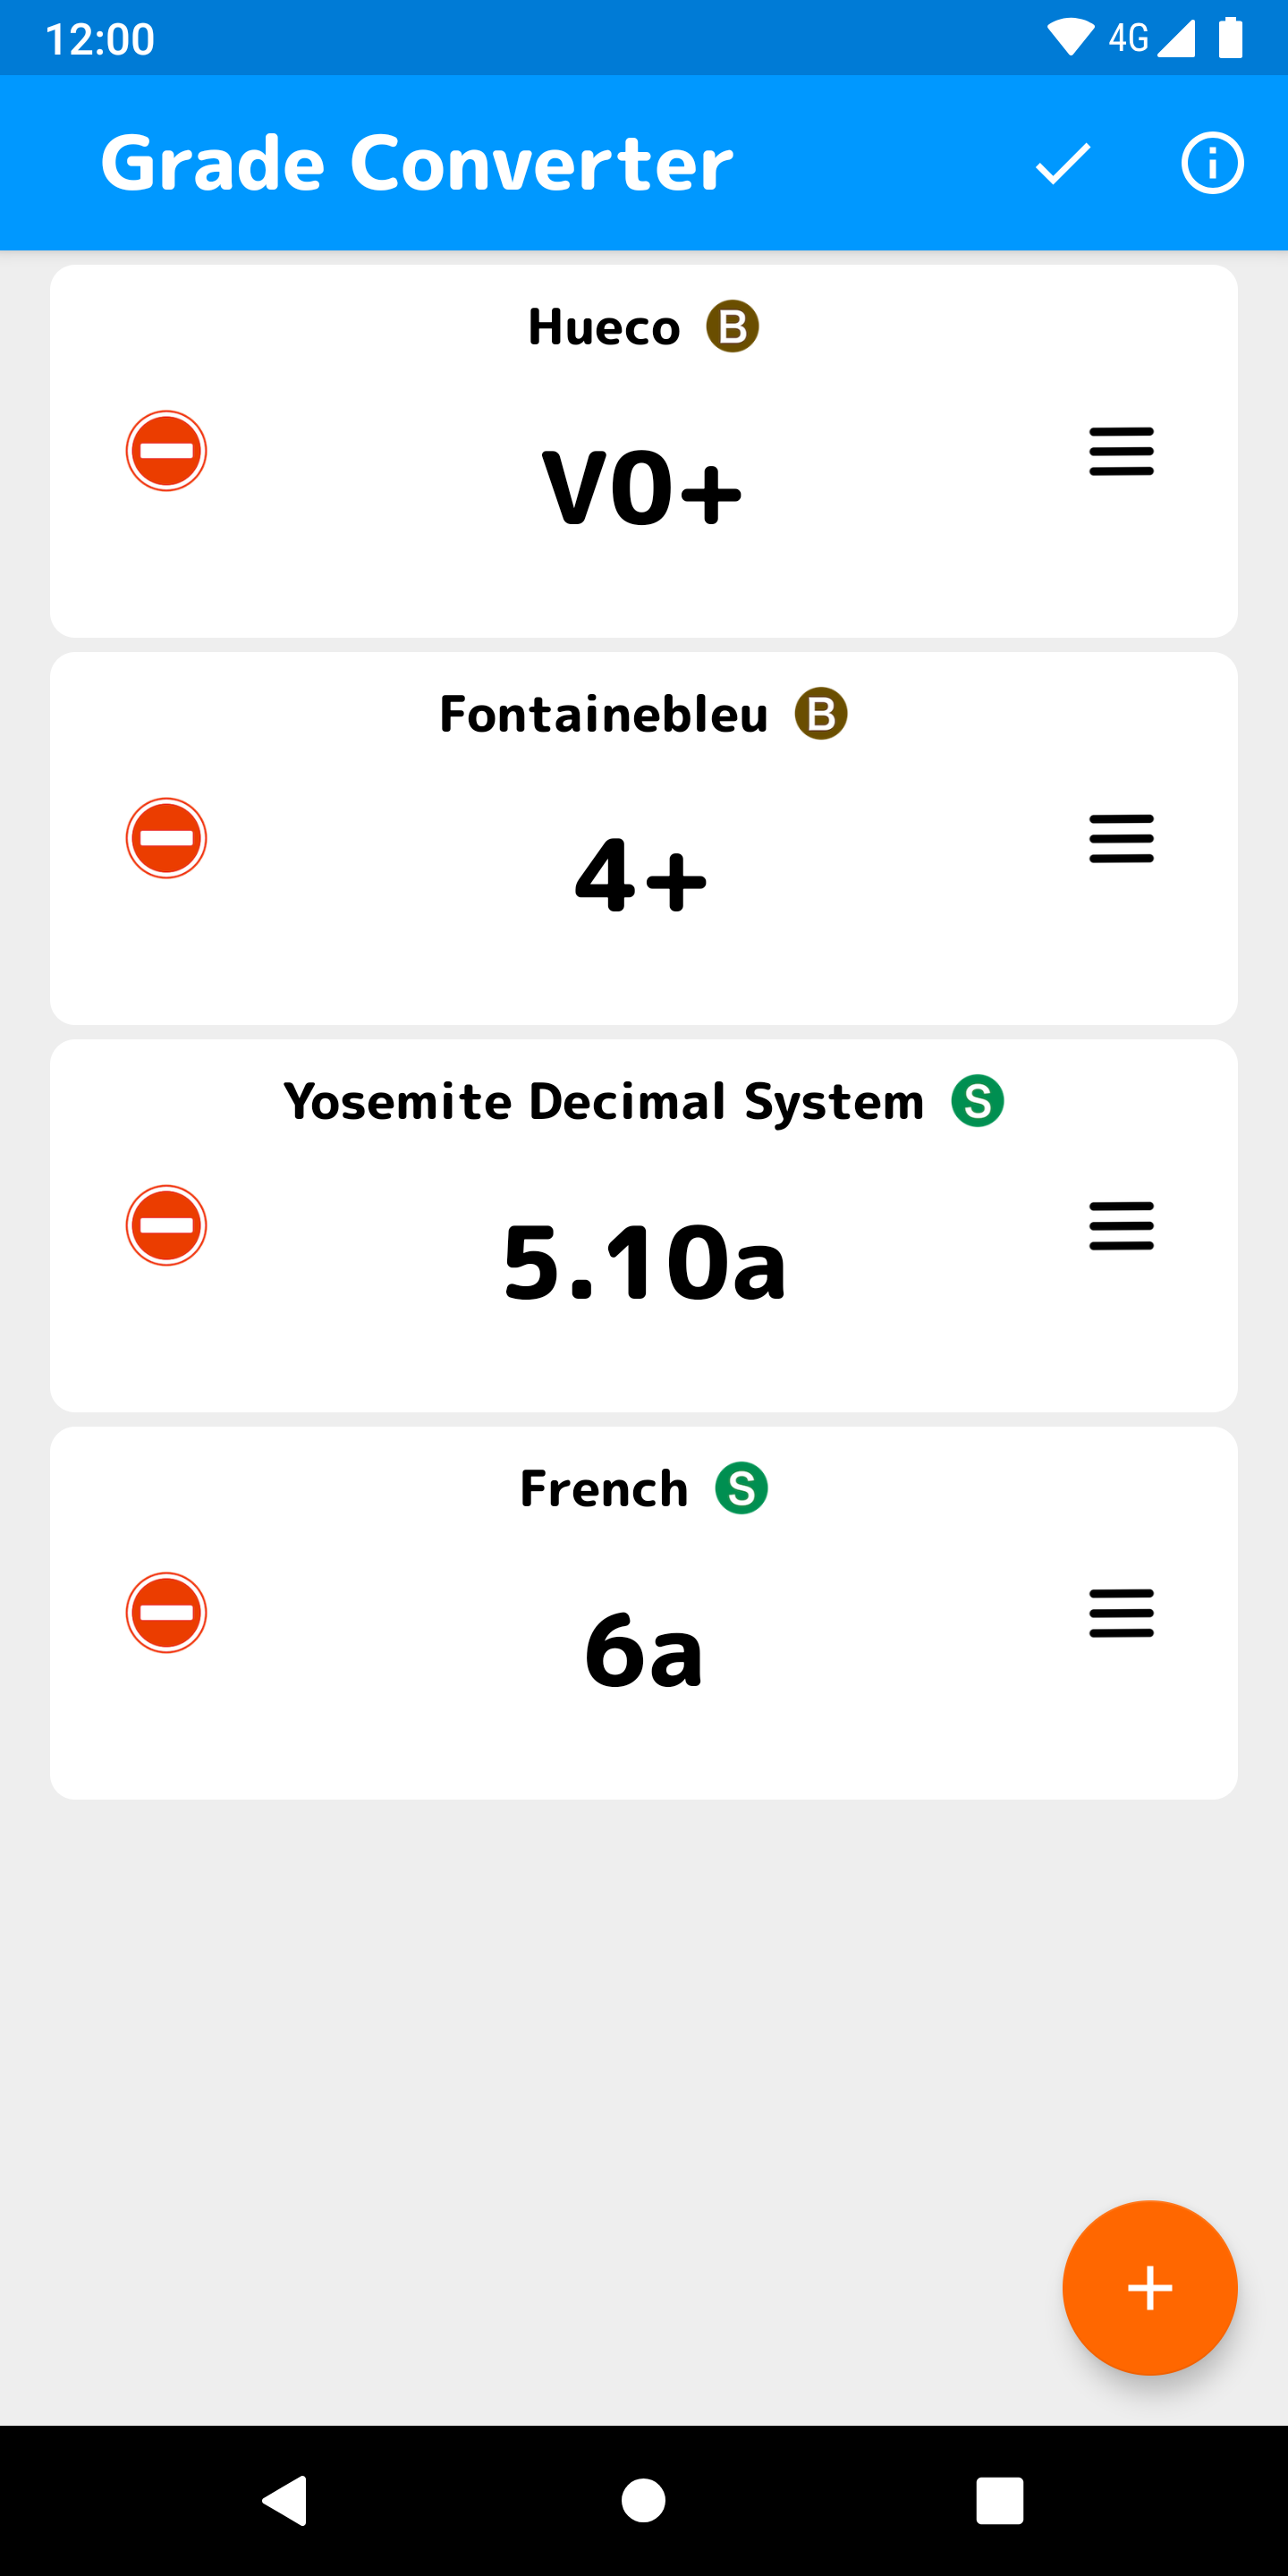 12:00 4G
Grade Converter
Hueco B
V0+
Fontainebleu B
4+
Yosemite Decimal System S
5.10a
French S
6a